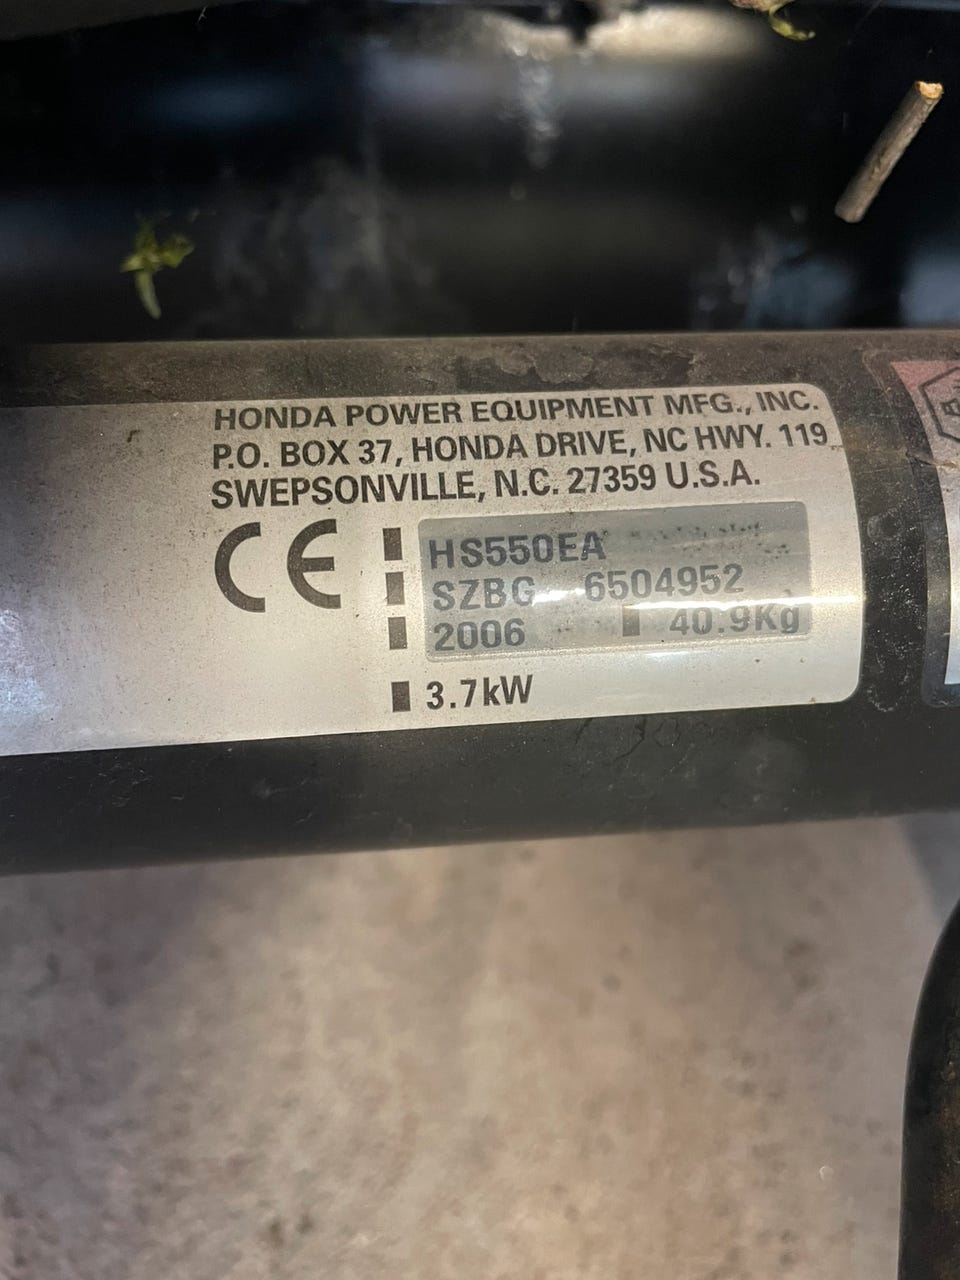 HONDA POWER EQUIPMENT MFG., INC.
P.O. BOX 37, HONDA DRIVE, NC HWY. 119
SWEPSONVILLE, N.C. 27359 U.S.A.
CE
HS550EA
SZBG 6504952
2006 40.9Kg
3.7kW